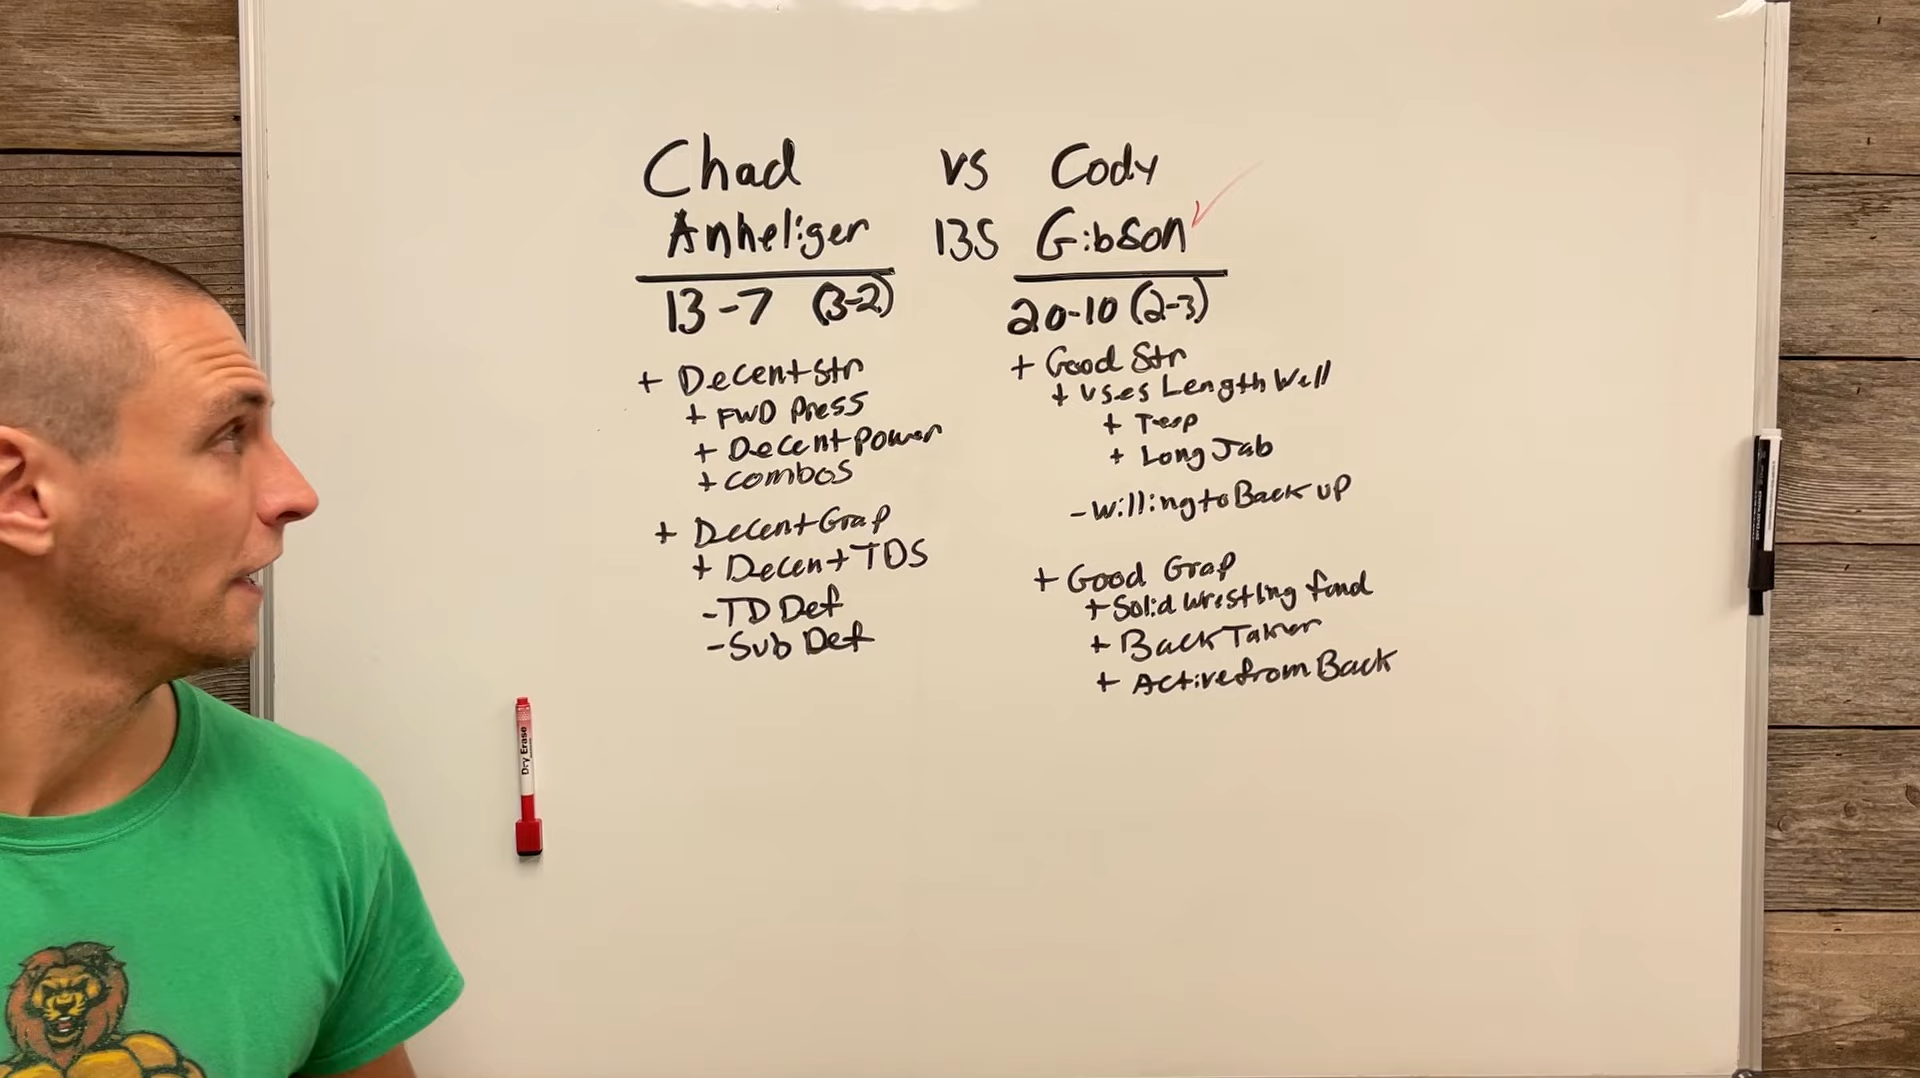 Chad vs Cody
Anheliger 135 Gibson
13-7 (3-2)
+ Decent Str
+ FWD Press
+ Decent Power
+ Combos
+ Decent Grap
+ Decent TDS
- TD Def
- Sub Def
20-10 (2-3)
+ Good Str
+ Uses Length Well
+ Teep
+ Long Jab
- Willing to Back up
+ Good Grap
+ Solid Wrestling fund
+ Back Taker
+ Active from Back
Dry Erase